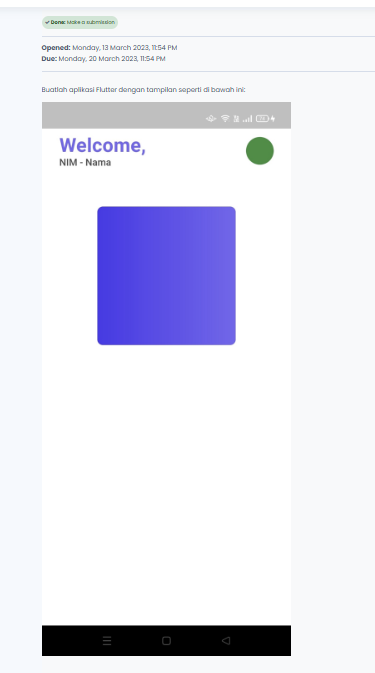 ✔ Done: Make a submission
Opened: Monday, 13 March 2023, 11:54 PM
Due: Monday, 20 March 2023, 11:54 PM
Buatlah aplikasi Flutter dengan tampilan seperti di bawah ini:
Welcome,
NIM - Nama